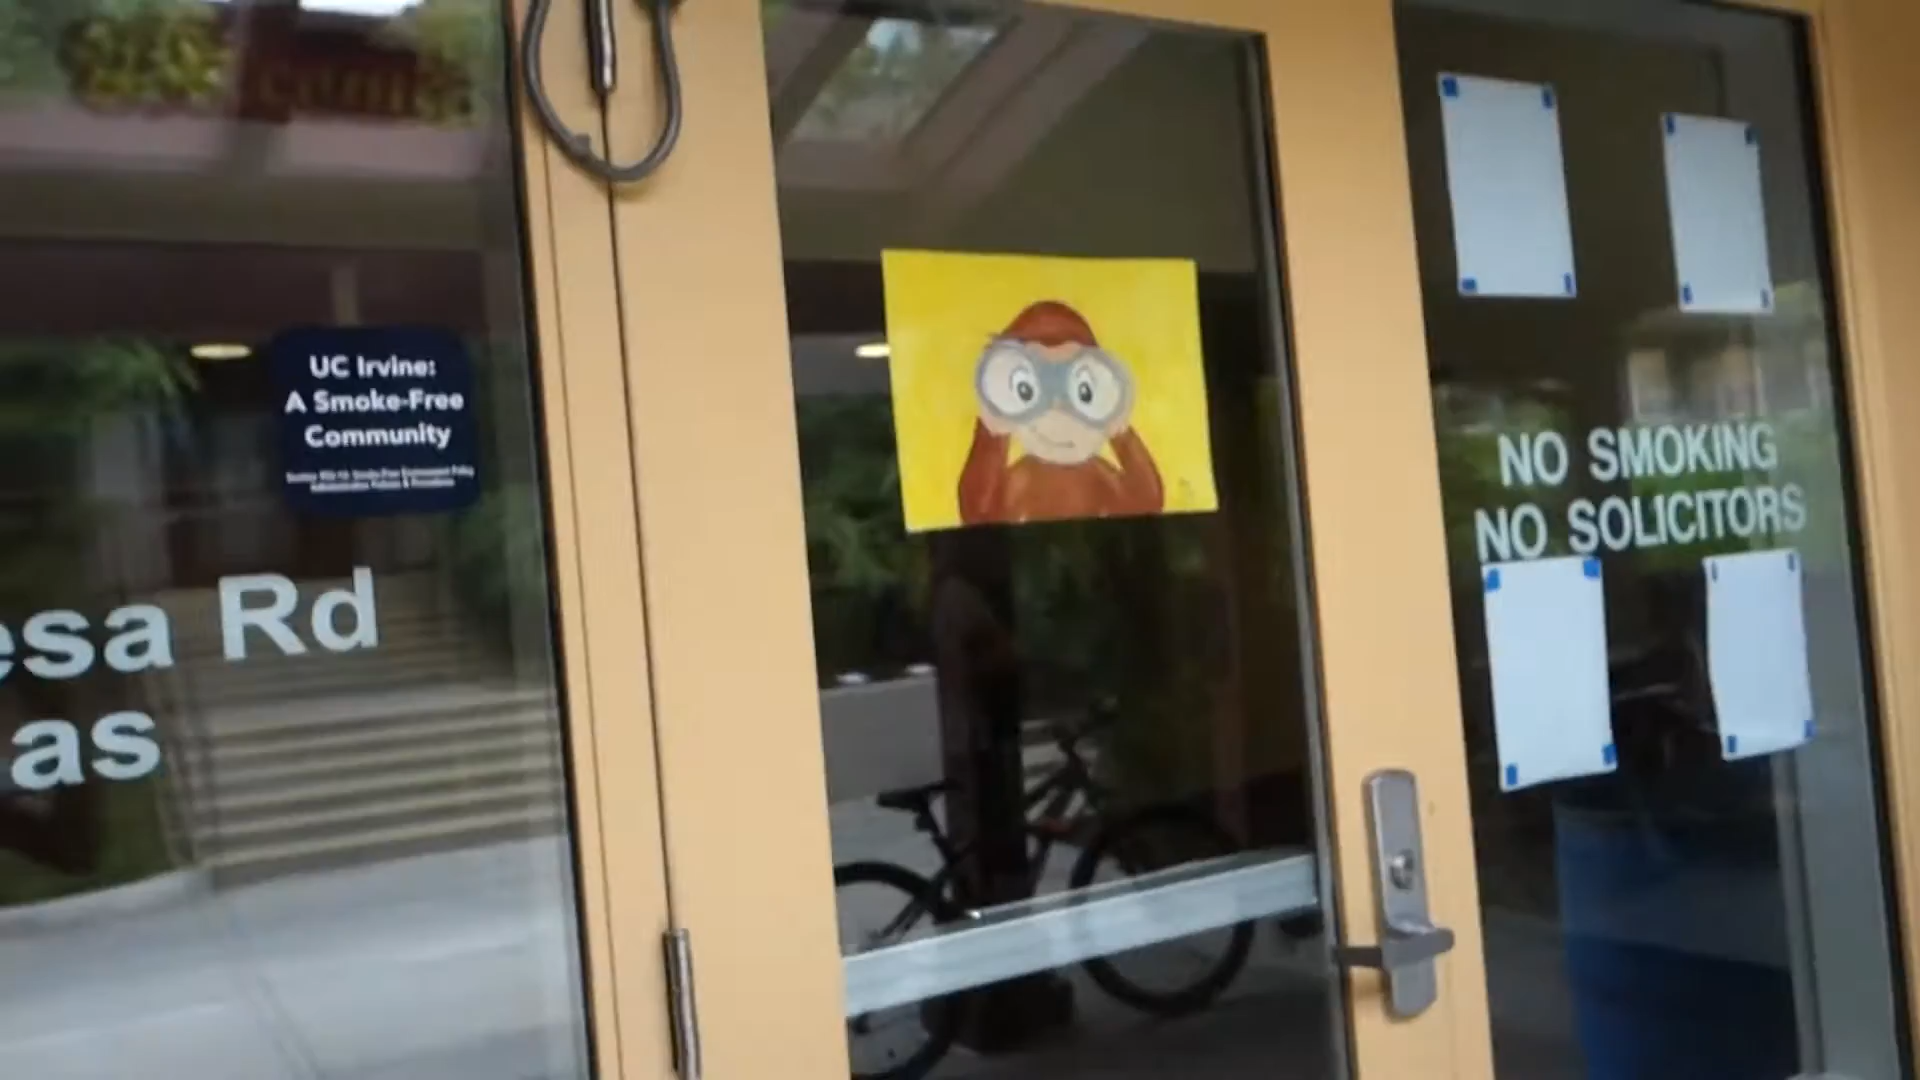 UC Irvine:
A Smoke-Free
Community
esa Rd
as
NO SMOKING
NO SOLICITORS